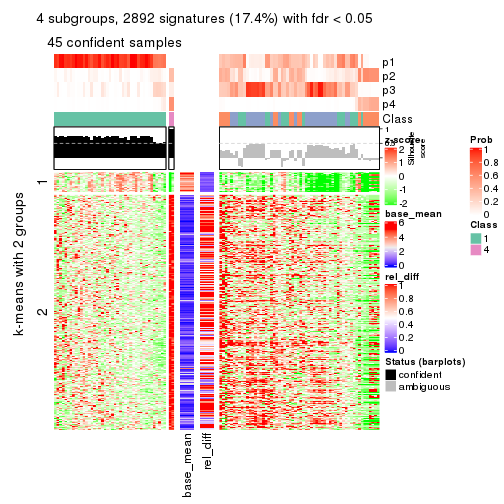 4 subgroups, 2892 signatures (17.4%) with fdr < 0.05
45 confident samples
p1
p2
p3
p4
Class
1
0.5
Silhouette
score
z-score
2
1
0
-1
-2
Prob
1
0.8
0.6
0.4
0.2
0
base_mean
6
4
2
0
Class
1
4
rel_diff
1
0.8
0.6
0.4
0.2
0
Status (barplots)
confident
ambiguous
k-means with 2 groups
1
2
base_mean
rel_diff